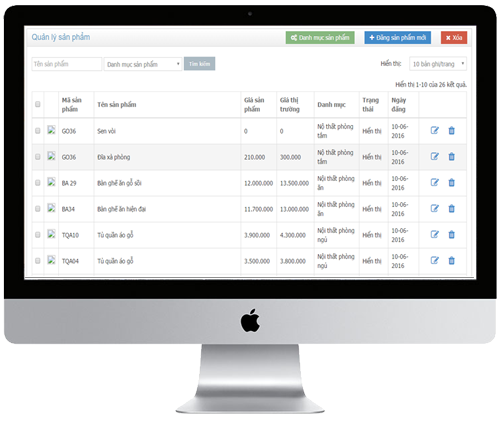 Quản lý sản phẩm
Danh mục sản phẩm
Đăng sản phẩm mới
Xóa
Tên sản phẩm
Danh mục sản phẩm
Tìm kiếm
Hiển thị:
10 bản ghi/trang
Hiển thị 1-10 của 26 kết quả.
Mã sản phẩm Tên sản phẩm Giá sản phẩm Giá thị trường Danh mục Trạng thái Ngày đăng
GO36 Sen vòi 0 0 Nội thất phòng tắm Hiển thị 10-06-2016
GO36 Đĩa xà phòng 210.000 300.000 Nội thất phòng tắm Hiển thị 10-06-2016
BA 29 Bàn ghế ăn gỗ sồi 12.000.000 13.500.000 Nội thất phòng ăn Hiển thị 10-06-2016
BA34 Bàn ghế ăn hiện đại 11.700.000 13.000.000 Nội thất phòng ăn Hiển thị 10-06-2016
TQA10 Tủ quần áo gỗ 3.900.000 4.300.000 Nội thất phòng ngủ Hiển thị 10-06-2016
TQA04 Tủ quần áo gỗ 3.500.000 3.800.000 Nội thất phòng ngủ Hiển thị 10-06-2016